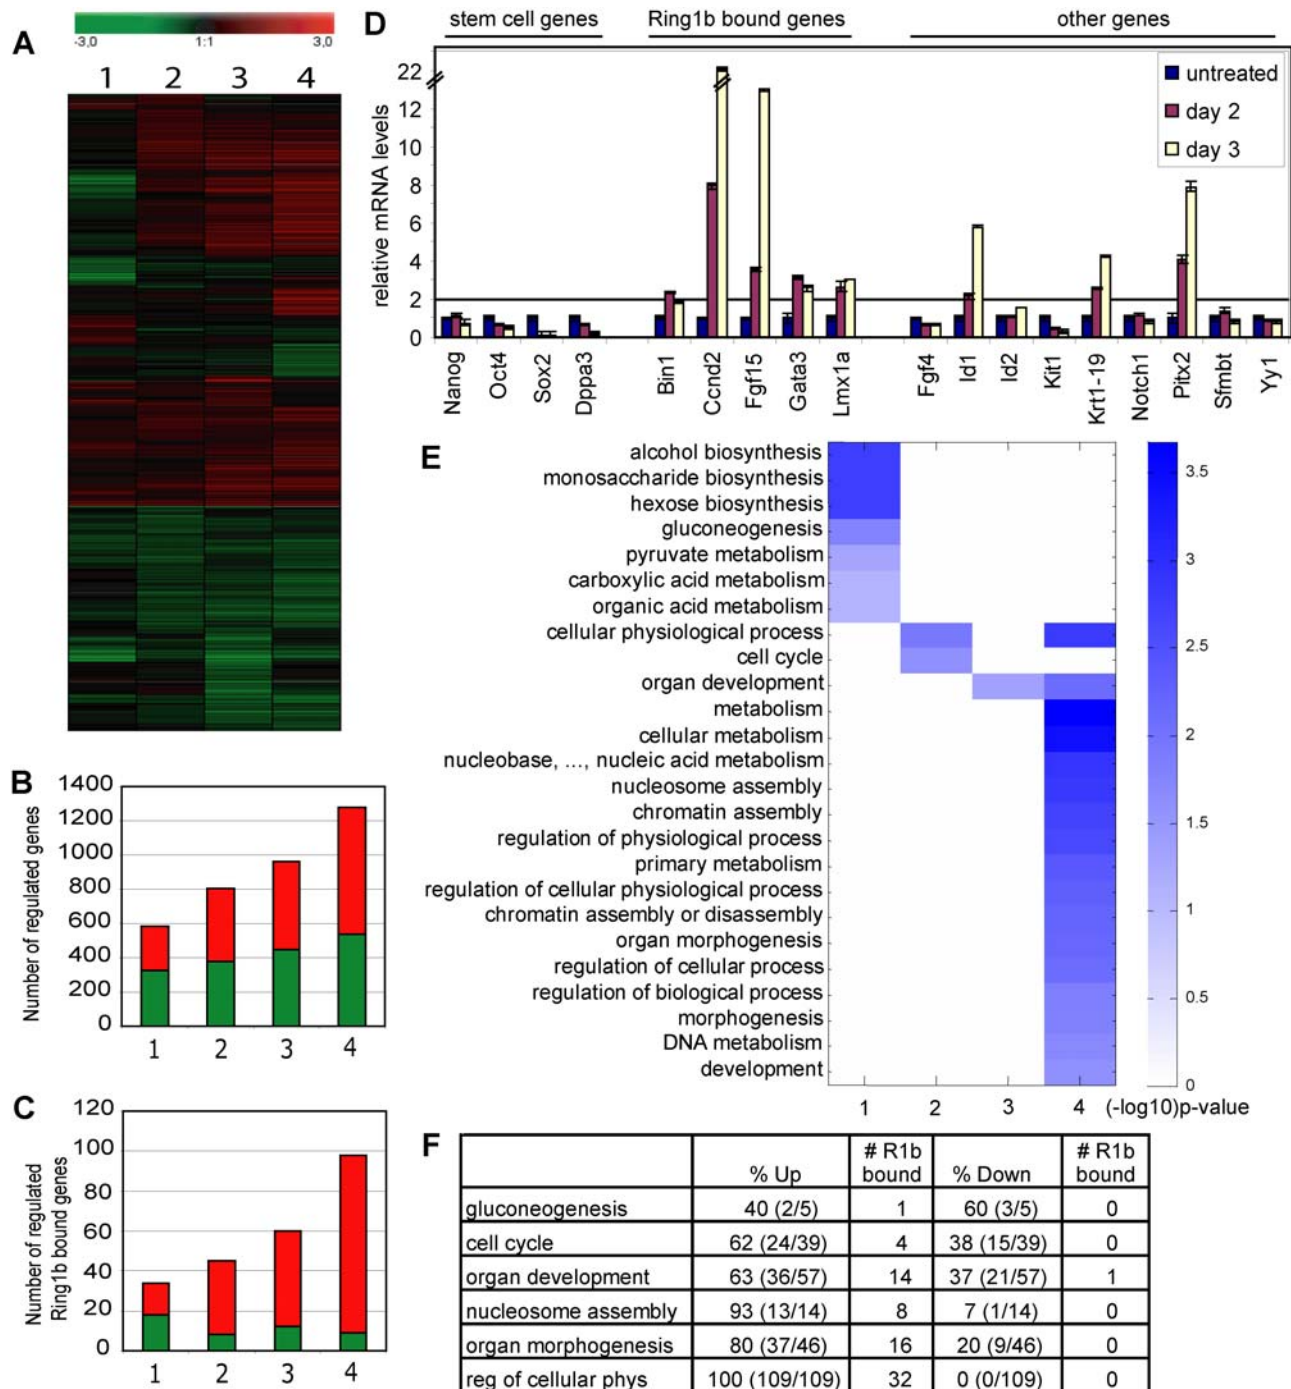 A
-3,0 1:1 3,0
1 2 3 4
B
Number of regulated genes
1400
1200
1000
800
600
400
200
0
1 2 3 4
C
Number of regulated
Ring1b bound genes
120
100
80
60
40
20
0
1 2 3 4
D
stem cell genes Ring1b bound genes other genes
relative mRNA levels
22
12
10
8
6
4
2
0
untreated
day 2
day 3
Nanog
Oct4
Sox2
Dppa3
Bin1
Ccnd2
Fgf15
Gata3
Lmx1a
Fgf4
Id1
Id2
Kit1
Krt1-19
Notch1
Pitx2
Sfmbt
Yy1
E
alcohol biosynthesis
monosaccharide biosynthesis
hexose biosynthesis
gluconeogenesis
pyruvate metabolism
carboxylic acid metabolism
organic acid metabolism
cellular physiological process
cell cycle
organ development
metabolism
cellular metabolism
nucleobase, ..., nucleic acid metabolism
nucleosome assembly
chromatin assembly
regulation of physiological process
primary metabolism
regulation of cellular physiological process
chromatin assembly or disassembly
organ morphogenesis
regulation of cellular process
regulation of biological process
morphogenesis
DNA metabolism
development
1 2 3 4 (-log10)p-value
3.5
3
2.5
2
1.5
1
0.5
0
F
% Up # R1b bound % Down # R1b bound
gluconeogenesis 40 (2/5) 1 60 (3/5) 0
cell cycle 62 (24/39) 4 38 (15/39) 0
organ development 63 (36/57) 14 37 (21/57) 1
nucleosome assembly 93 (13/14) 8 7 (1/14) 0
organ morphogenesis 80 (37/46) 16 20 (9/46) 0
reg of cellular phys 100 (109/109) 32 0 (0/109) 0